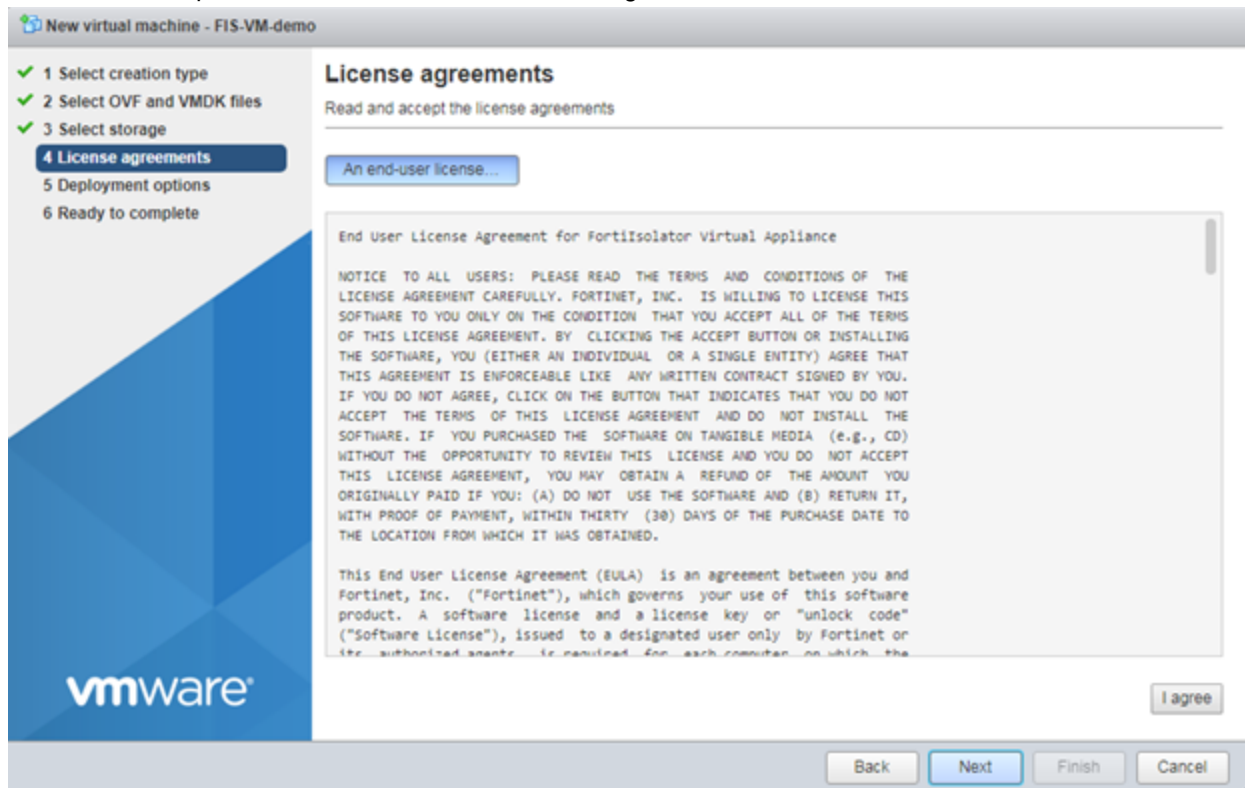 New virtual machine - FIS-VM-demo
1 Select creation type
2 Select OVF and VMDK files
3 Select storage
4 License agreements
5 Deployment options
6 Ready to complete
License agreements
Read and accept the license agreements
An end-user license...
End User License Agreement for FortiIsolator Virtual Appliance
NOTICE TO ALL USERS: PLEASE READ THE TERMS AND CONDITIONS OF THE
LICENSE AGREEMENT CAREFULLY. FORTINET, INC. IS WILLING TO LICENSE THIS
SOFTWARE TO YOU ONLY ON THE CONDITION THAT YOU ACCEPT ALL OF THE TERMS
OF THIS LICENSE AGREEMENT. BY CLICKING THE ACCEPT BUTTON OR INSTALLING
THE SOFTWARE, YOU (EITHER AN INDIVIDUAL OR A SINGLE ENTITY) AGREE THAT
THIS AGREEMENT IS ENFORCEABLE LIKE ANY WRITTEN CONTRACT SIGNED BY YOU.
IF YOU DO NOT AGREE, CLICK ON THE BUTTON THAT INDICATES THAT YOU DO NOT
ACCEPT THE TERMS OF THIS LICENSE AGREEMENT AND DO NOT INSTALL THE
SOFTWARE. IF YOU PURCHASED THE SOFTWARE ON TANGIBLE MEDIA (e.g., CD)
WITHOUT THE OPPORTUNITY TO REVIEW THIS LICENSE AND YOU DO NOT ACCEPT
THIS LICENSE AGREEMENT, YOU MAY OBTAIN A REFUND OF THE AMOUNT YOU
ORIGINALLY PAID IF YOU: (A) DO NOT USE THE SOFTWARE AND (B) RETURN IT,
WITH PROOF OF PAYMENT, WITHIN THIRTY (30) DAYS OF THE PURCHASE DATE TO
THE LOCATION FROM WHICH IT WAS OBTAINED.
This End User License Agreement (EULA) is an agreement between you and
Fortinet, Inc. ("Fortinet"), which governs your use of this software
product. A software license and a license key or "unlock code"
("Software License"), issued to a designated user only by Fortinet or
its authorized agents, is required for each computer on which the
vmware
I agree
Back Next Finish Cancel